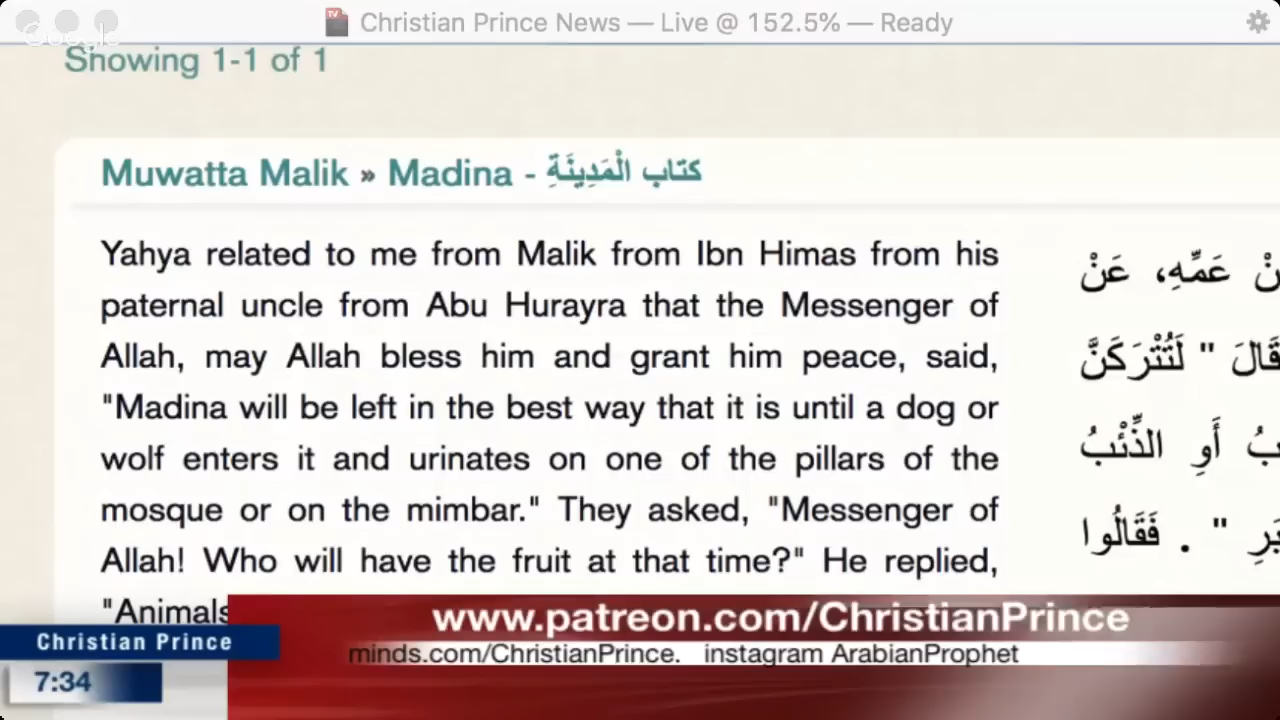 Christian Prince News — Live @ 152.5% — Ready
Google
Showing 1-1 of 1
Muwatta Malik » Madina - كتاب الْمَدِينَةِ
Yahya related to me from Malik from Ibn Himas from his
paternal uncle from Abu Hurayra that the Messenger of
Allah, may Allah bless him and grant him peace, said,
"Madina will be left in the best way that it is until a dog or
wolf enters it and urinates on one of the pillars of the
mosque or on the mimbar." They asked, "Messenger of
Allah! Who will have the fruit at that time?" He replied,
"Animals
عَمِّهِ، عَنْ
قَالَ " لَتُتْرَكَنَّ
أَوِ الذِّئْبُ
" . فَقَالُوا
www.patreon.com/ChristianPrince
Christian Prince
minds.com/ChristianPrince. instagram ArabianProphet
7:34